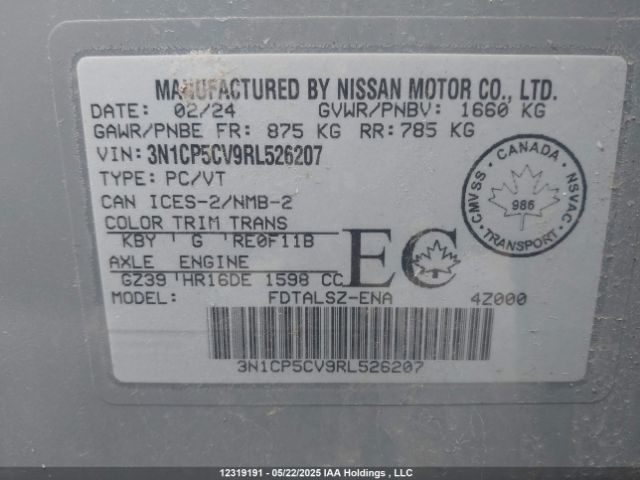 MANUFACTURED BY NISSAN MOTOR CO., LTD.
DATE: 02/24 GVWR/PNBV: 1660 KG
GAWR/PNBE FR: 875 KG RR: 785 KG
VIN: 3N1CP5CV9RL526207
TYPE: PC/VT
CAN ICES-2/NMB-2
COLOR TRIM TRANS
KBY G RE0F11B
AXLE ENGINE
GZ39 HR16DE 1598 CC
MODEL: FDTALSZ-ENA 4Z000
EC
CANADA
CMVSS NSVAC
986
TRANSPORT
3N1CP5CV9RL526207
12319191 - 05/22/2025 IAA Holdings , LLC